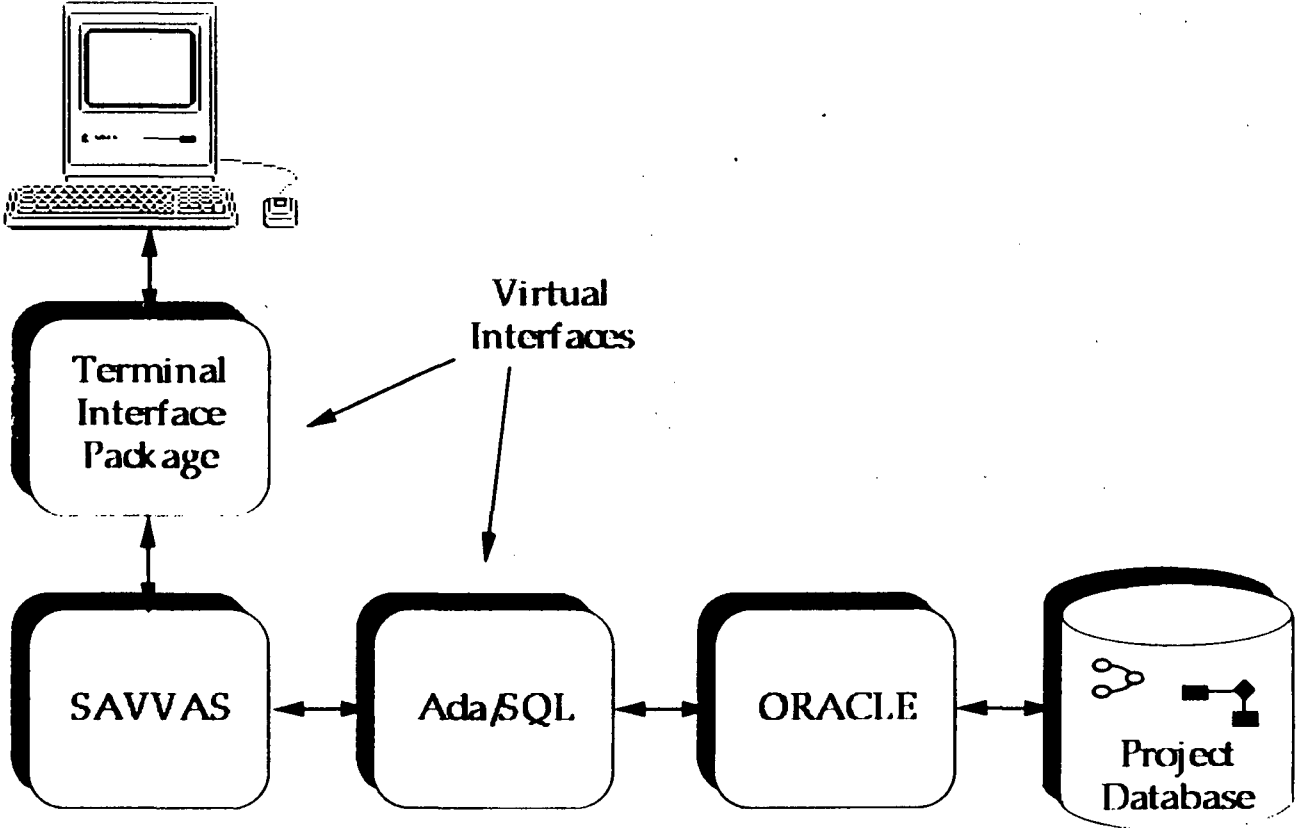 Virtual
Interfaces
Terminal
Interface
Package
SAVVAS
Ada/SQL
ORACLE
Project
Database